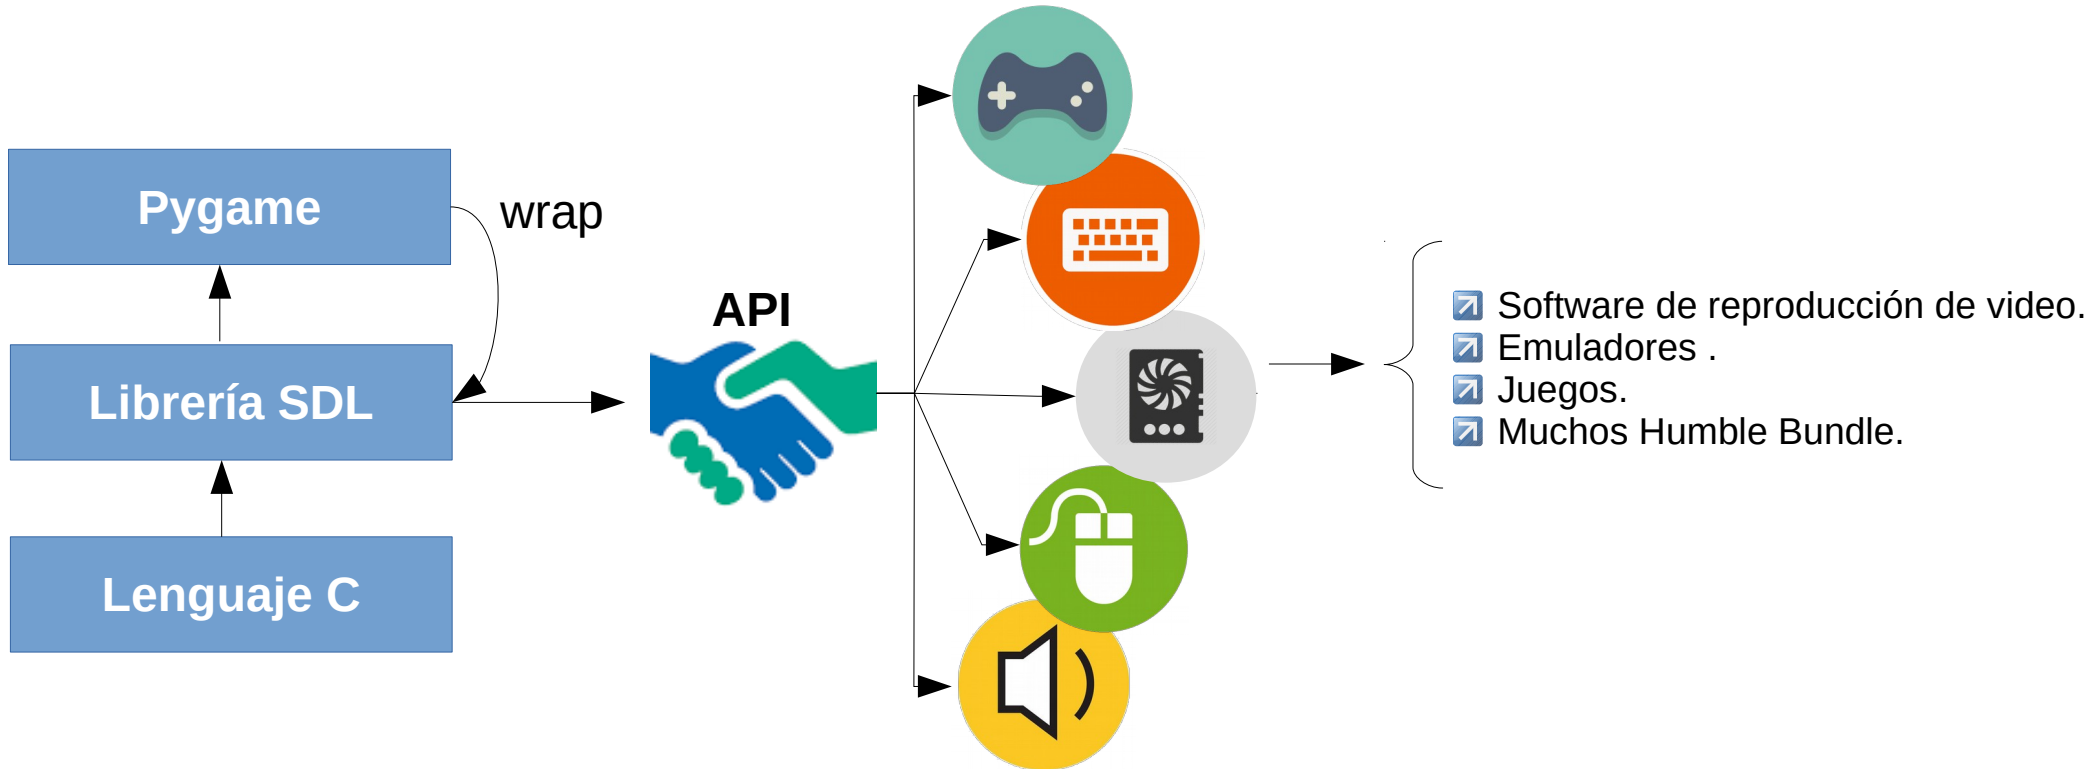 Pygame
wrap
Librería SDL
Lenguaje C
API
Software de reproducción de video.
Emuladores .
Juegos.
Muchos Humble Bundle.